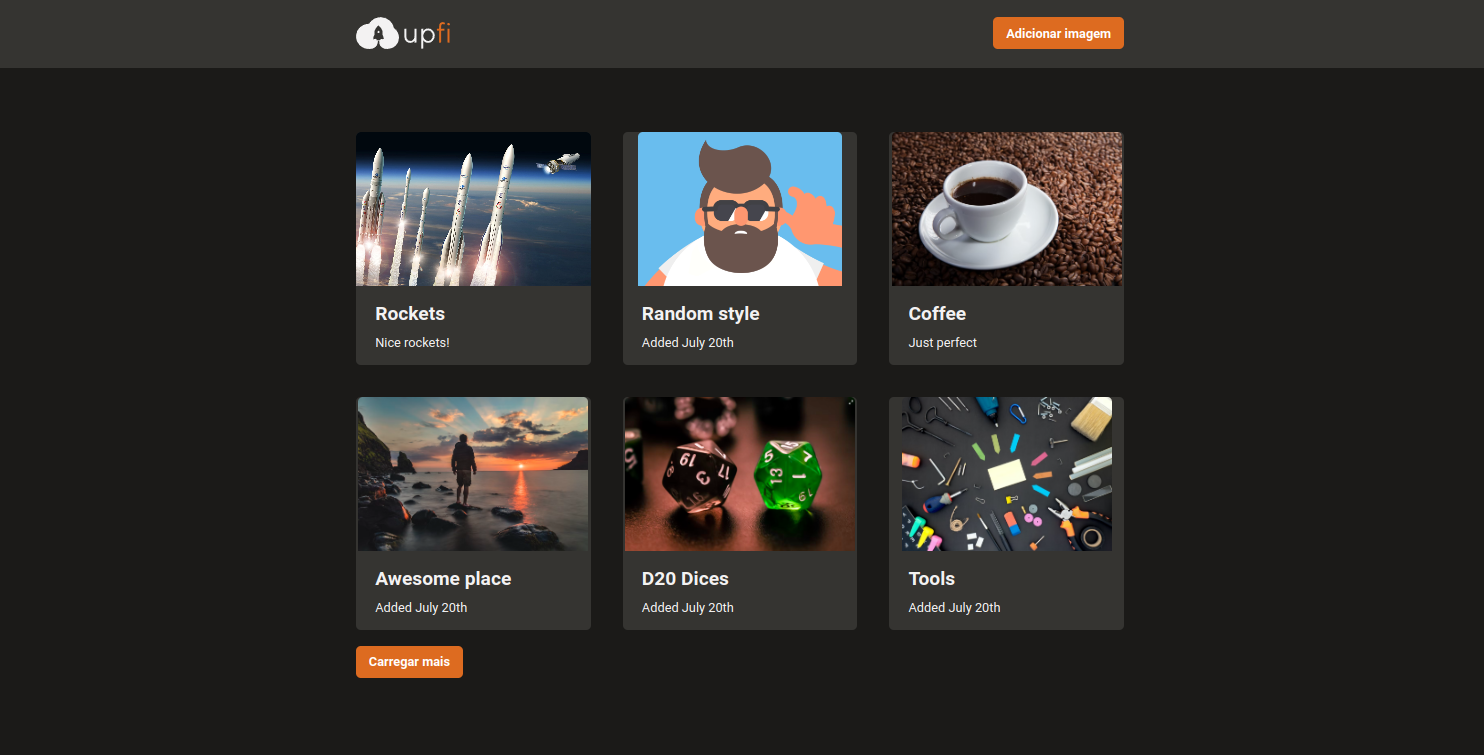 upfi
Adicionar imagem
Rockets
Nice rockets!
Random style
Added July 20th
Coffee
Just perfect
Awesome place
Added July 20th
D20 Dices
Added July 20th
Tools
Added July 20th
Carregar mais